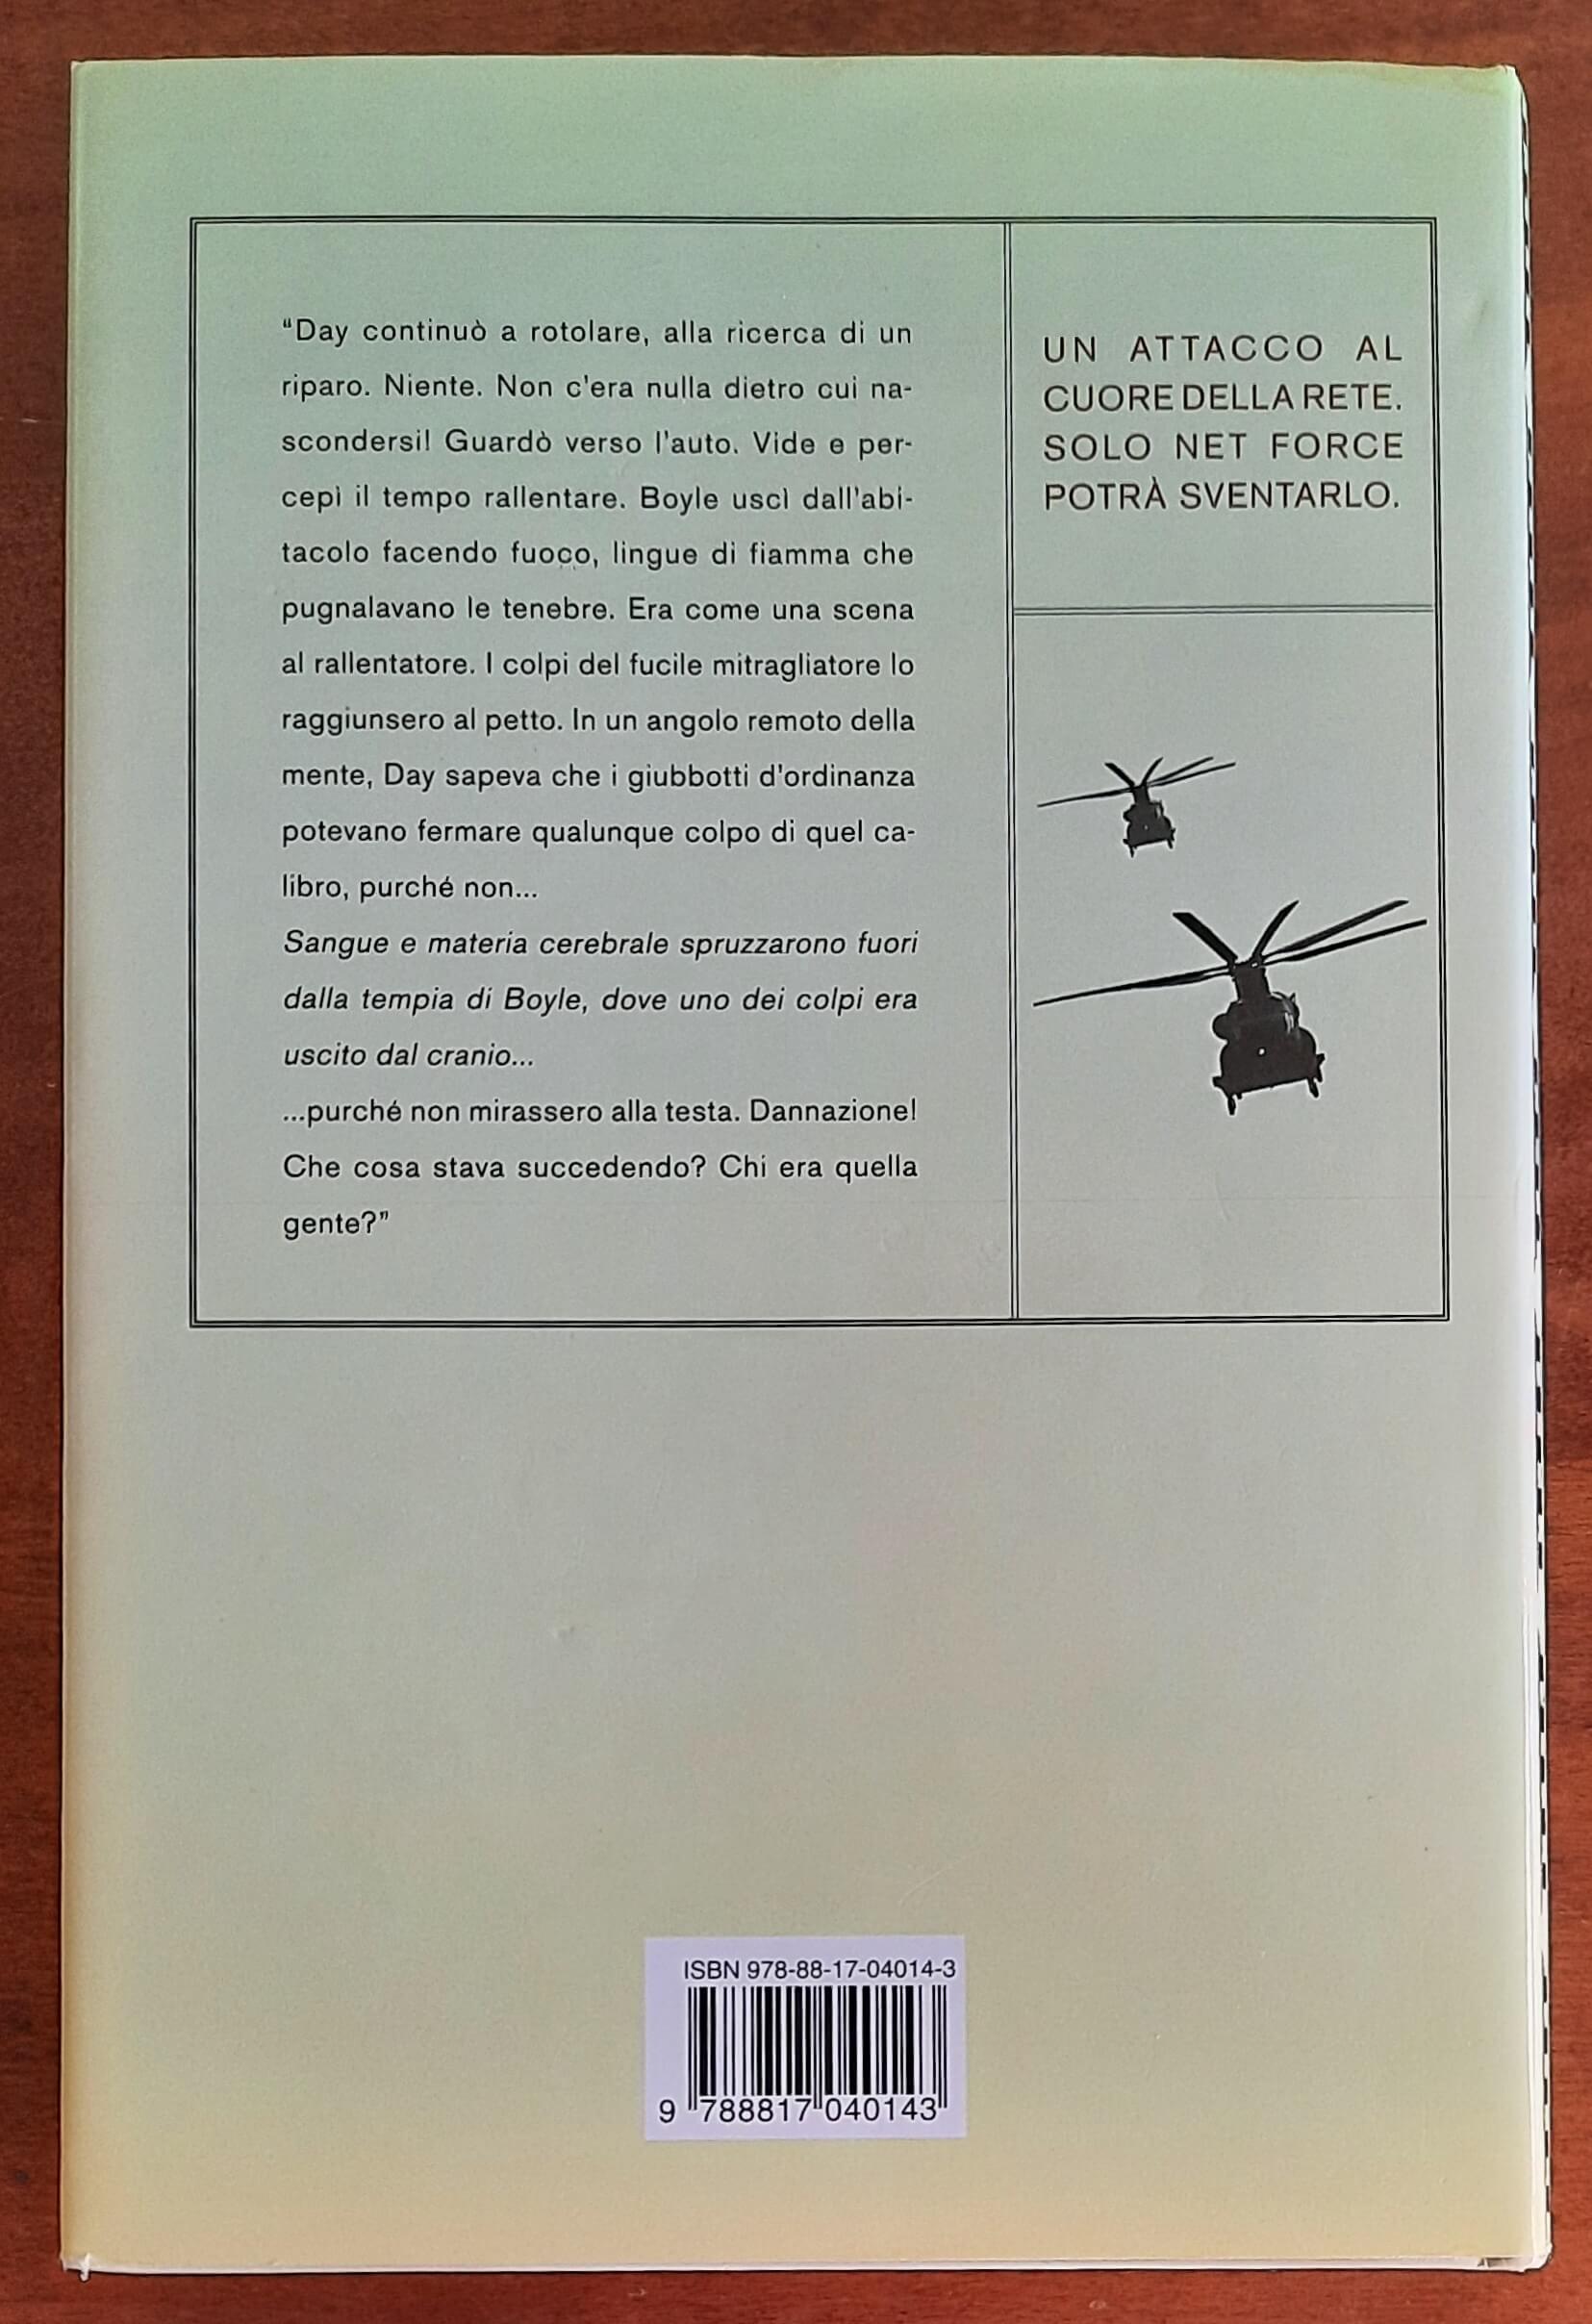 “Day continuò a rotolare, alla ricerca di un
riparo. Niente. Non c'era nulla dietro cui na-
scondersi! Guardò verso l'auto. Vide e per-
cepì il tempo rallentare. Boyle uscì dall'abi-
tacolo facendo fuoco, lingue di fiamma che
pugnalavano le tenebre. Era come una scena
al rallentatore. I colpi del fucile mitragliatore lo
raggiunsero al petto. In un angolo remoto della
mente, Day sapeva che i giubbotti d'ordinanza
potevano fermare qualunque colpo di quel ca-
libro, purché non...
Sangue e materia cerebrale spruzzarono fuori
dalla tempia di Boyle, dove uno dei colpi era
uscito dal cranio...
...purché non mirassero alla testa. Dannazione!
Che cosa stava succedendo? Chi era quella
gente?”
UN ATTACCO AL
CUORE DELLA RETE.
SOLO NET FORCE
POTRÀ SVENTARLO.
ISBN 978-88-17-04014-3
9 788817 040143